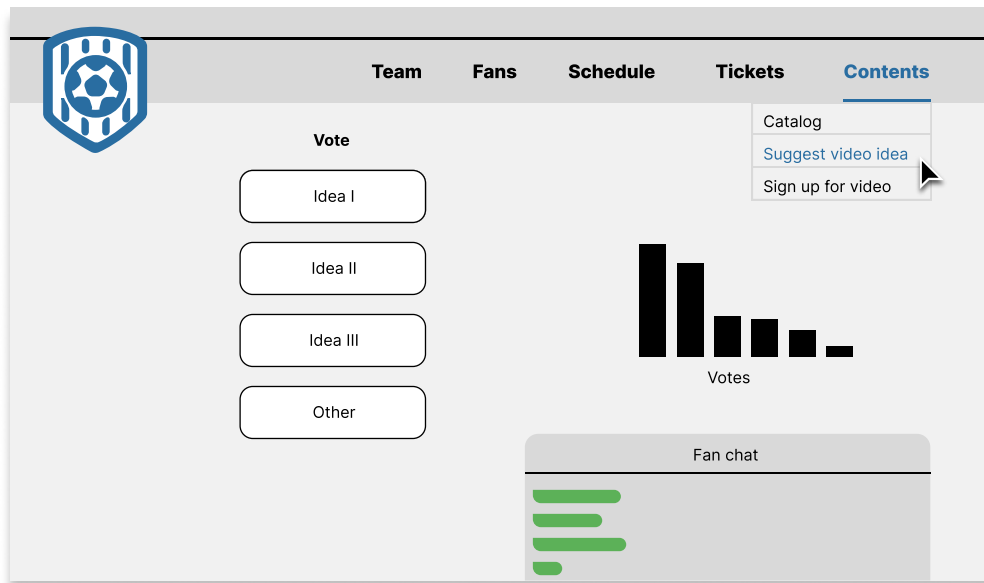 Team Fans Schedule Tickets Contents
Catalog
Suggest video idea
Sign up for video
Vote
Idea I
Idea II
Idea III
Other
Votes
Fan chat